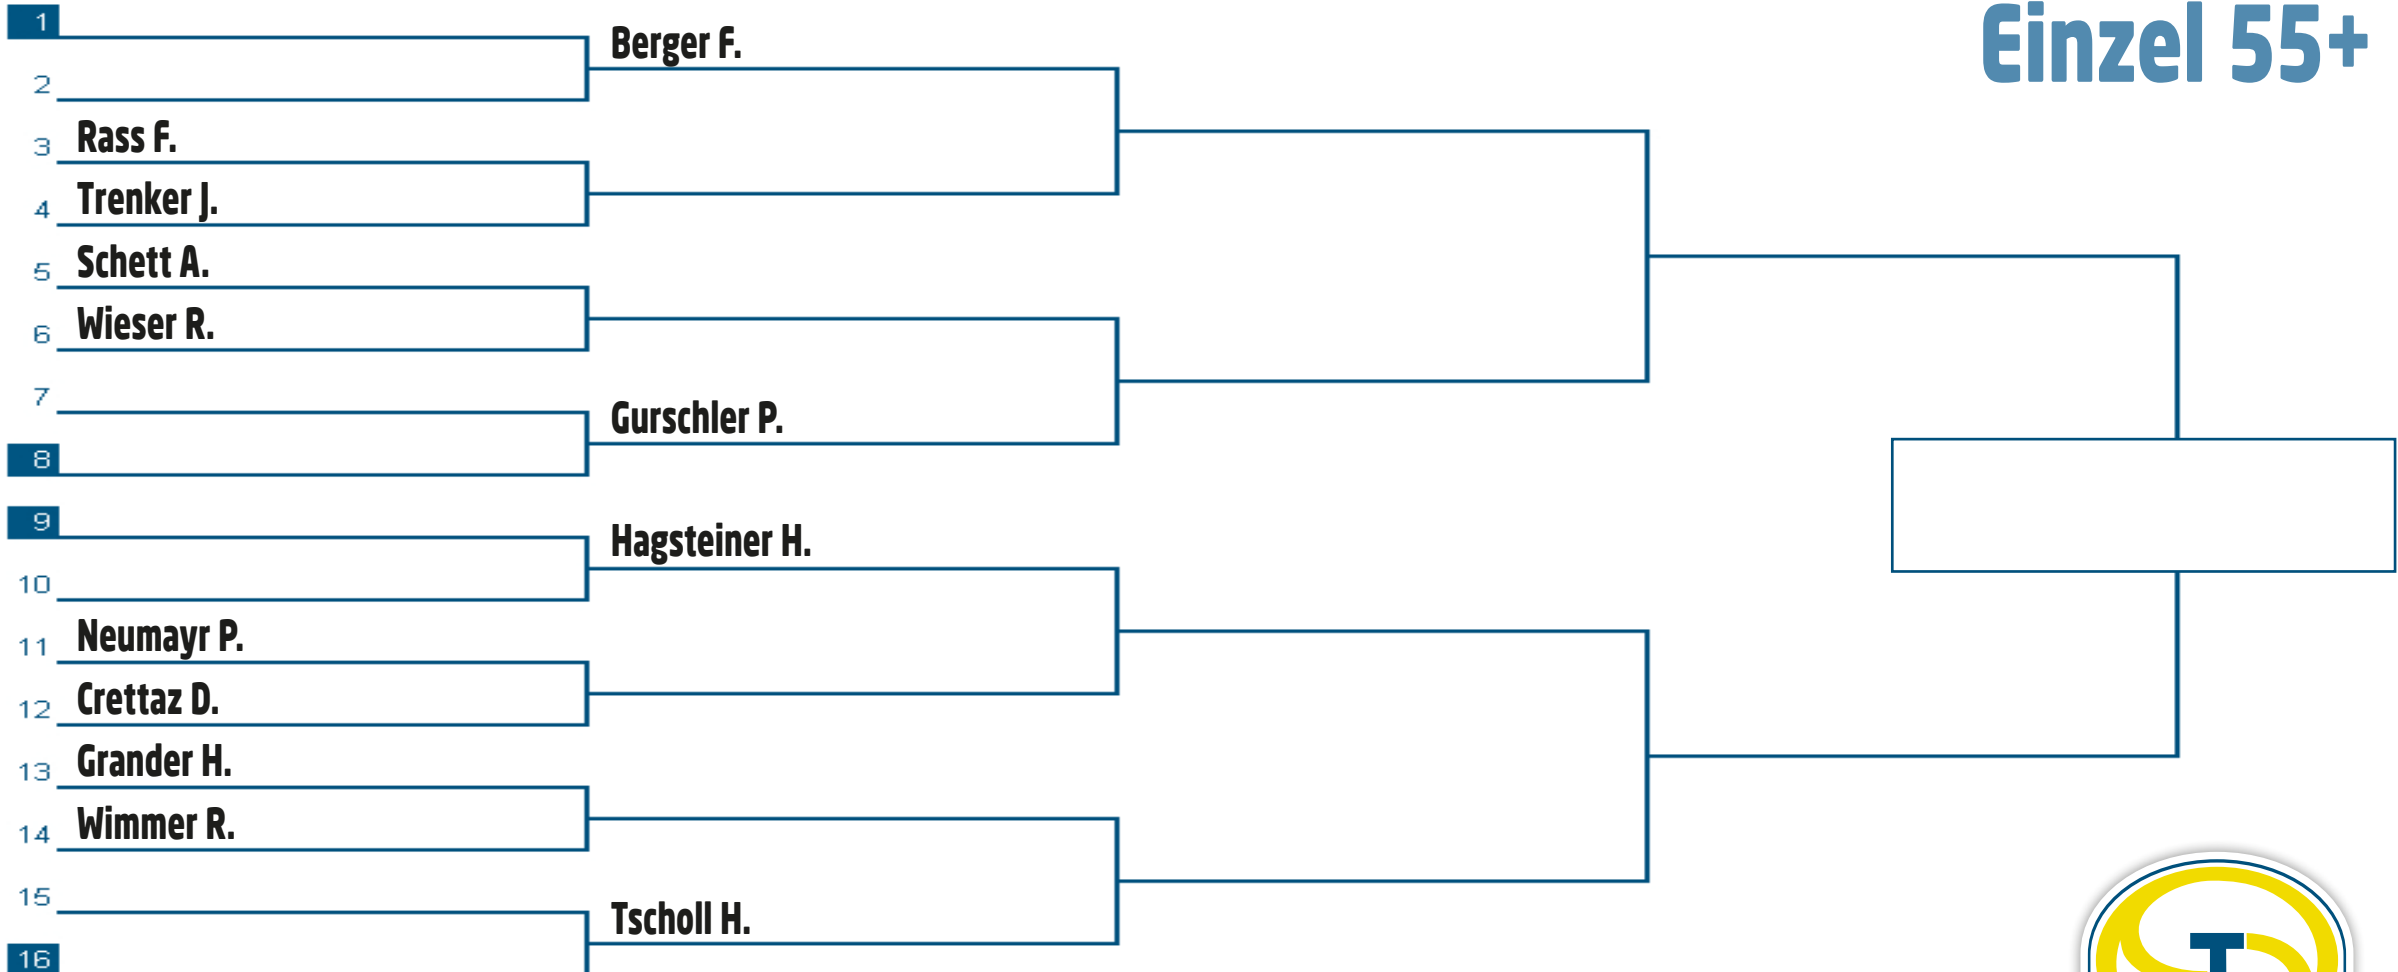 Einzel 55+
1
Berger F.
2
3 Rass F.
4 Trenker J.
5 Schett A.
6 Wieser R.
7
Gurschler P.
8
9
Hagsteiner H.
10
11 Neumayr P.
12 Crettaz D.
13 Grander H.
14 Wimmer R.
15
Tscholl H.
16
T